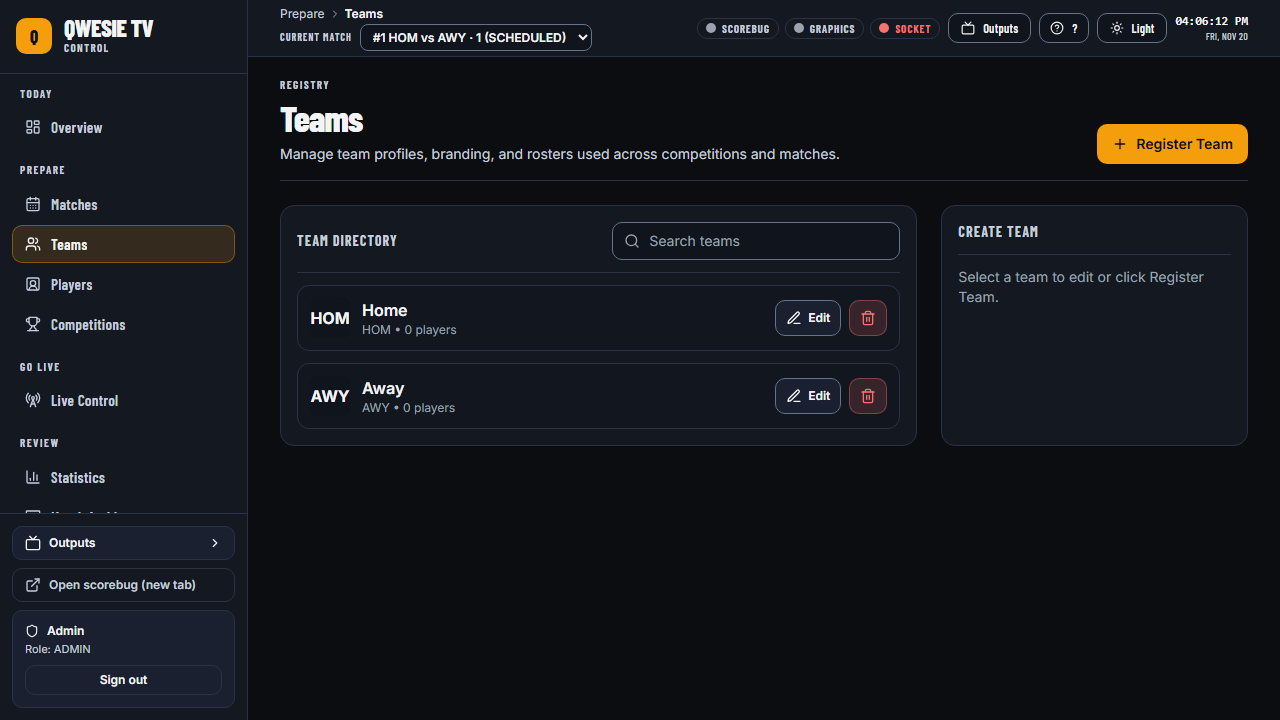 Q
QWESIE TV
CONTROL
TODAY
Overview
PREPARE
Matches
Teams
Players
Competitions
GO LIVE
Live Control
REVIEW
Statistics
Outputs
Open scorebug (new tab)
Admin
Role: ADMIN
Sign out
Prepare > Teams
CURRENT MATCH
#1 HOM vs AWY · 1 (SCHEDULED)
SCOREBUG
GRAPHICS
SOCKET
Outputs
?
Light
04:06:12 PM
FRI, NOV 20
REGISTRY
Teams
Manage team profiles, branding, and rosters used across competitions and matches.
Register Team
TEAM DIRECTORY
Search teams
HOM
Home
HOM • 0 players
Edit
AWY
Away
AWY • 0 players
Edit
CREATE TEAM
Select a team to edit or click Register
Team.